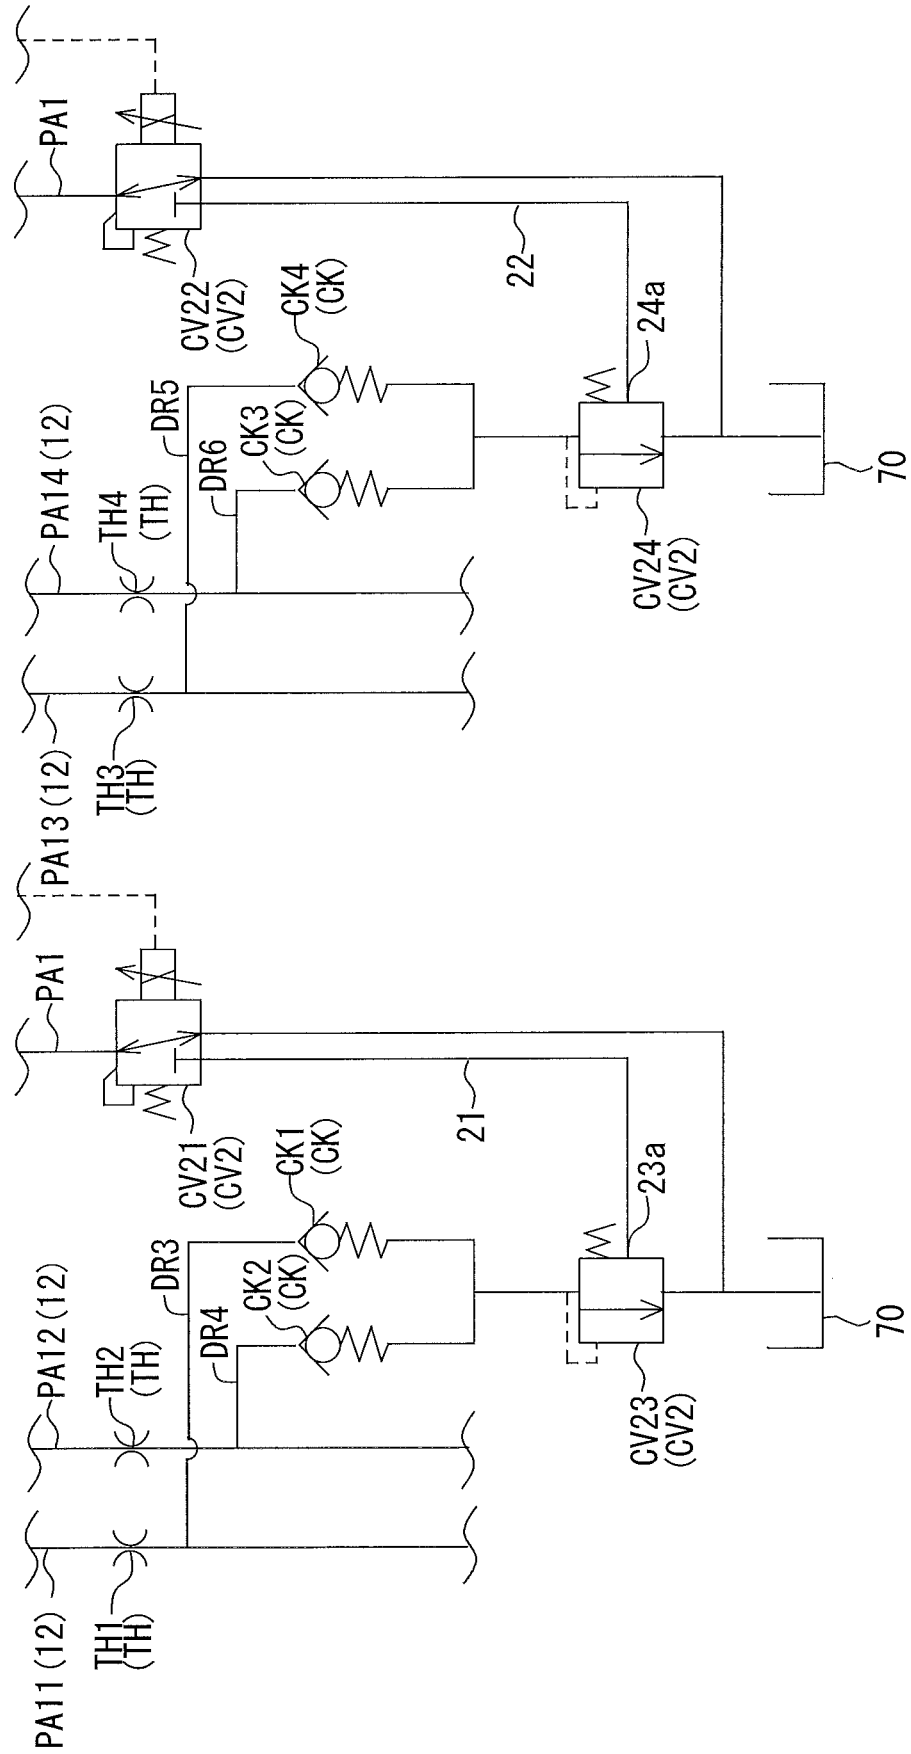 PA11(12)
PA12(12)
PA1
TH1
(TH)
TH2
(TH)
DR3
DR4
CK2
(CK)
CK1
(CK)
CV21
(CV2)
21
23a
CV23
(CV2)
70
PA13(12)
PA14(12)
PA1
TH3
(TH)
TH4
(TH)
DR5
DR6
CK3
(CK)
CK4
(CK)
CV22
(CV2)
22
24a
CV24
(CV2)
70